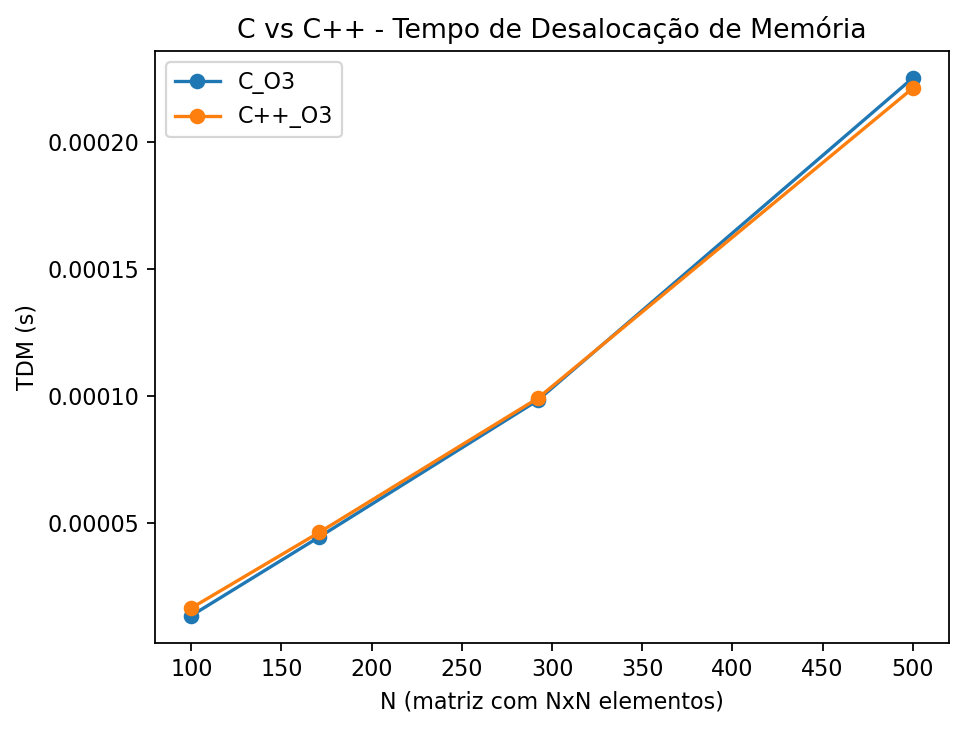 C vs C++ - Tempo de Desalocação de Memória
C_O3
C++_O3
TDM (s)
0.00020
0.00015
0.00010
0.00005
100 150 200 250 300 350 400 450 500
N (matriz com NxN elementos)